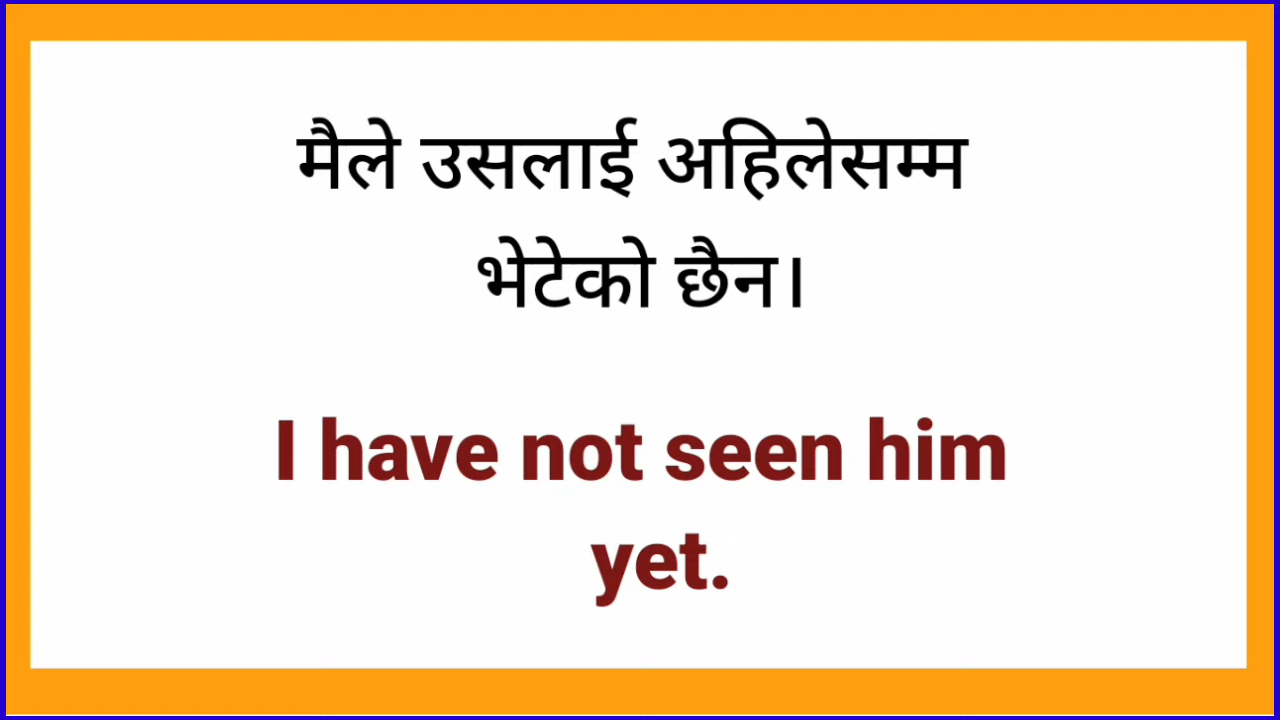 मैले उसलाई अहिलेसम्म
भेटेको छैन।
I have not seen him
yet.